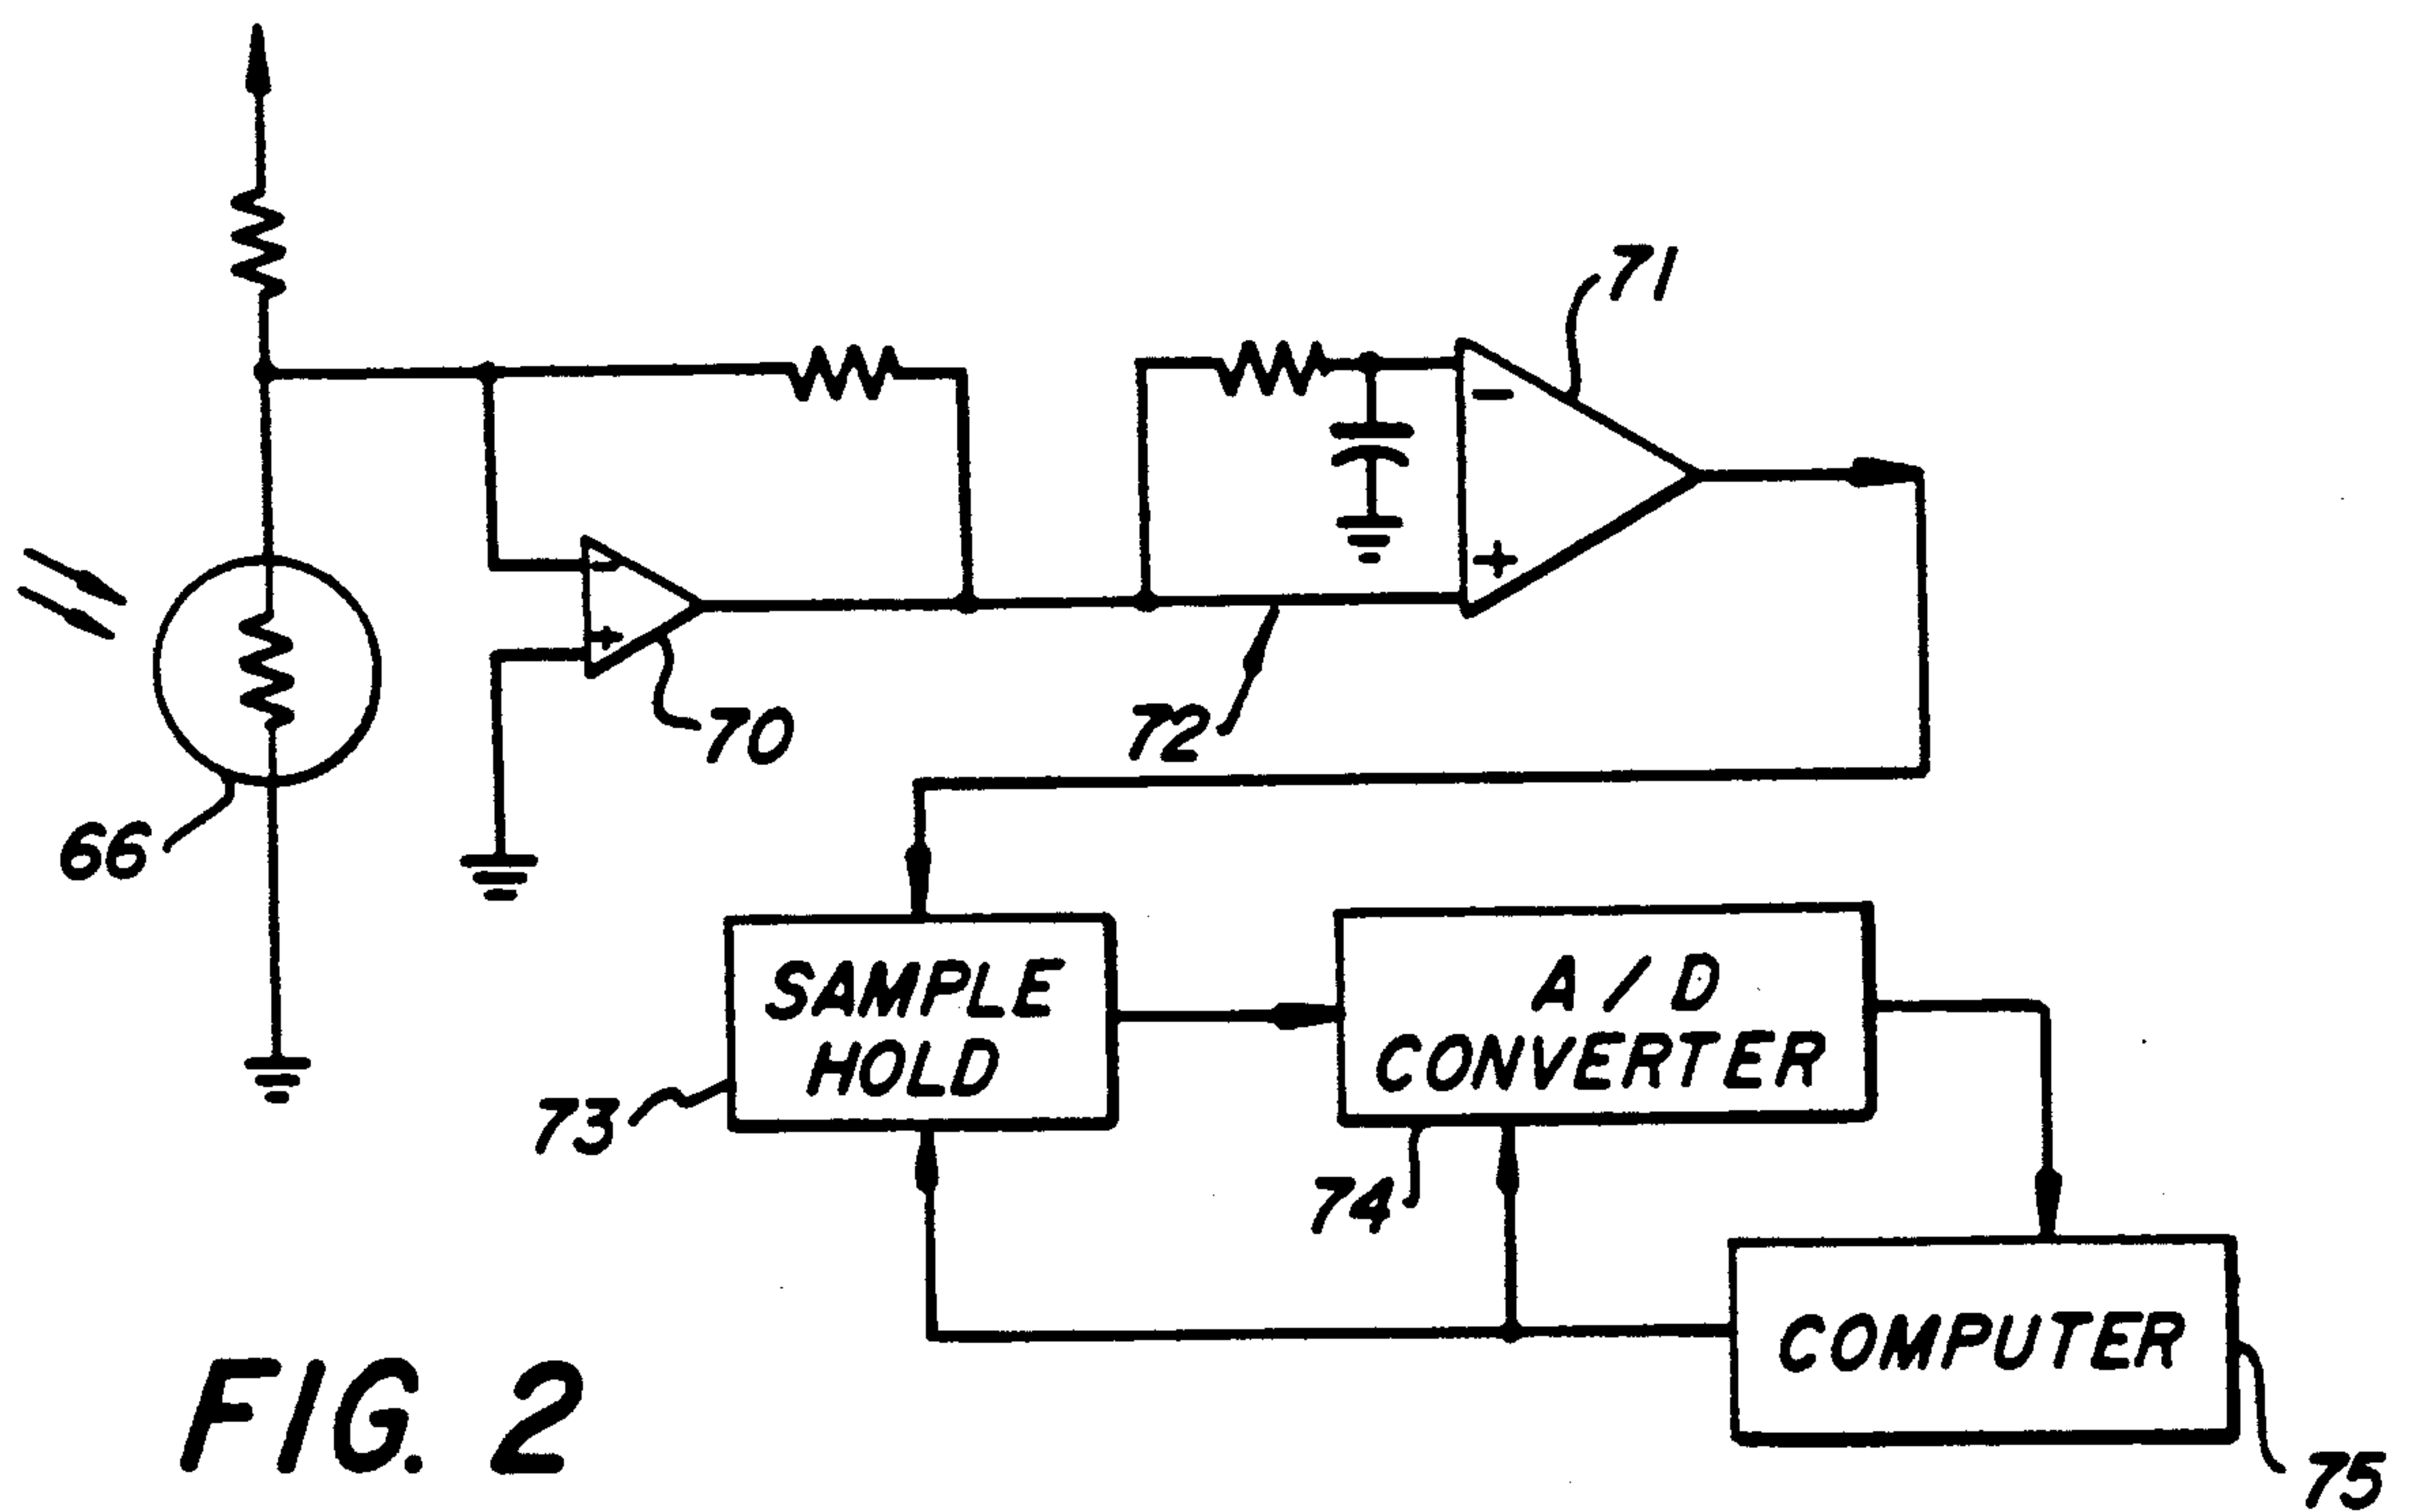 71
-
+
-
+
70
72
66
SAMPLE
HOLD
A/D
CONVERTER
73
74
COMPUTER
FIG. 2
75